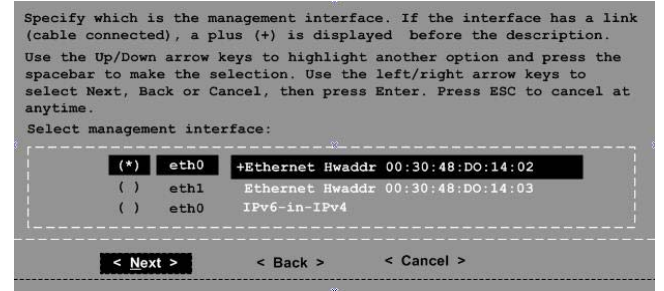 Specify which is the management interface. If the interface has a link
(cable connected), a plus (+) is displayed before the description.
Use the Up/Down arrow keys to highlight another option and press the
spacebar to make the selection. Use the left/right arrow keys to
select Next, Back or Cancel, then press Enter. Press ESC to cancel at
anytime.
Select management interface:
(*) eth0 +Ethernet Hwaddr 00:30:48:DO:14:02
( ) eth1 Ethernet Hwaddr 00:30:48:DO:14:03
( ) eth0 IPv6-in-IPv4
< Next > < Back > < Cancel >